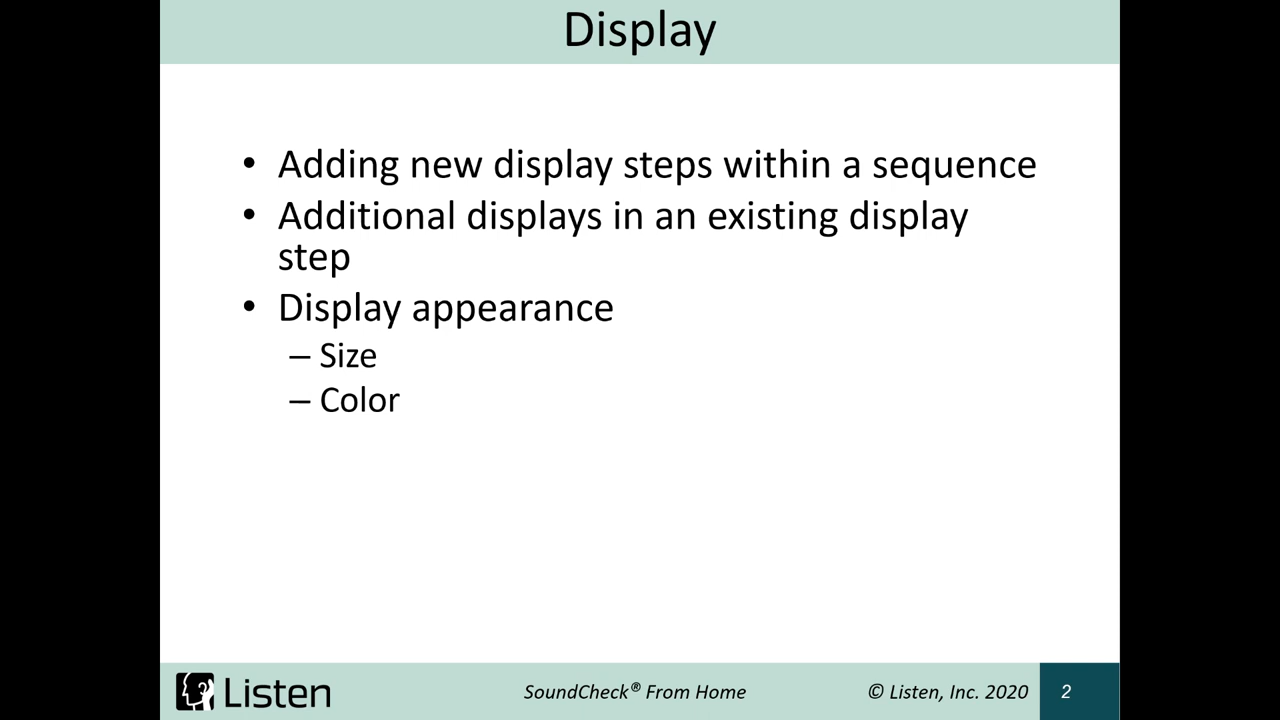 Display
• Adding new display steps within a sequence
• Additional displays in an existing display
step
• Display appearance
– Size
– Color
Listen
SoundCheck® From Home
© Listen, Inc. 2020
2